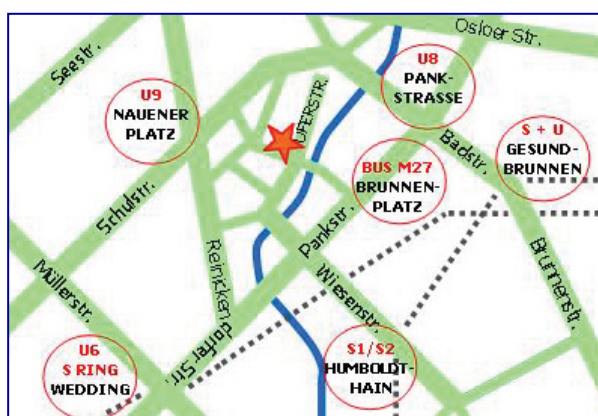 Osloer Str.
Seestr.
U8
PANK-
STRASSE
U9
NAUENER
PLATZ
UFERSTR.
Badstr.
S + U
GESUND-
BRUNNEN
BUS M27
BRUNNEN-
PLATZ
Schulstr.
Pankstr.
Reinickendorfer Str.
Müllerstr.
Wiesenstr.
Brunnenstr.
U6
S RING
WEDDING
S1/S2
HUMBOLDT-
HAIN